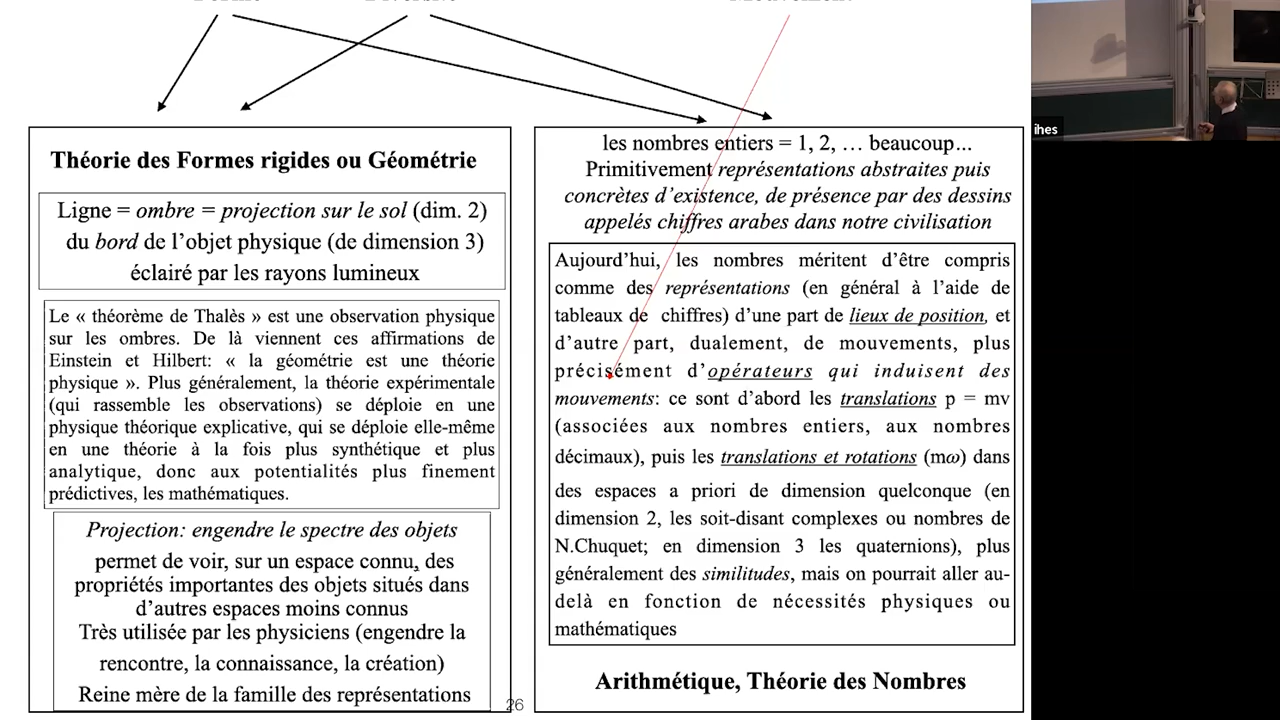 Théorie des Formes rigides ou Géométrie
Ligne = ombre = projection sur le sol (dim. 2)
du bord de l’objet physique (de dimension 3)
éclairé par les rayons lumineux
Le « théorème de Thalès » est une observation physique
sur les ombres. De là viennent ces affirmations de
Einstein et Hilbert: « la géométrie est une théorie
physique ». Plus généralement, la théorie expérimentale
(qui rassemble les observations) se déploie en une
physique théorique explicative, qui se déploie elle-même
en une théorie à la fois plus synthétique et plus
analytique, donc aux potentialités plus finement
prédictives, les mathématiques.
Projection: engendre le spectre des objets
permet de voir, sur un espace connu, des
propriétés importantes des objets situés dans
d’autres espaces moins connus
Très utilisée par les physiciens (engendre la
rencontre, la connaissance, la création)
Reine mère de la famille des représentations
les nombres entiers = 1, 2, … beaucoup…
Primitivement représentations abstraites puis
concrètes d’existence, de présence par des dessins
appelés chiffres arabes dans notre civilisation
Aujourd’hui, les nombres méritent d’être compris
comme des représentations (en général à l’aide de
tableaux de chiffres) d’une part de lieux de position, et
d’autre part, dualement, de mouvements, plus
précisément d’opérateurs qui induisent des
mouvements: ce sont d’abord les translations p = mv
(associées aux nombres entiers, aux nombres
décimaux), puis les translations et rotations (mω) dans
des espaces a priori de dimension quelconque (en
dimension 2, les soit-disant complexes ou nombres de
N.Chuquet; en dimension 3 les quaternions), plus
généralement des similitudes, mais on pourrait aller au-
delà en fonction de nécessités physiques ou
mathématiques
Arithmétique, Théorie des Nombres
26
ihes